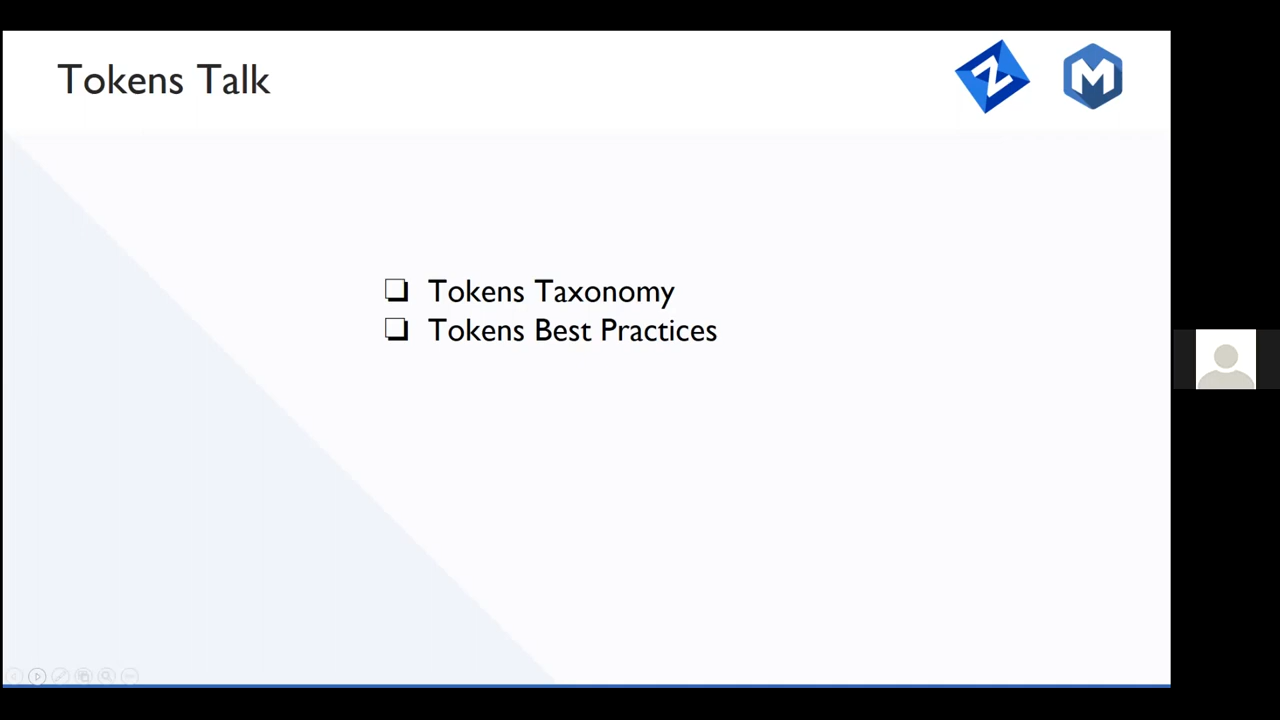 Tokens Talk
Z M
❏ Tokens Taxonomy
❏ Tokens Best Practices